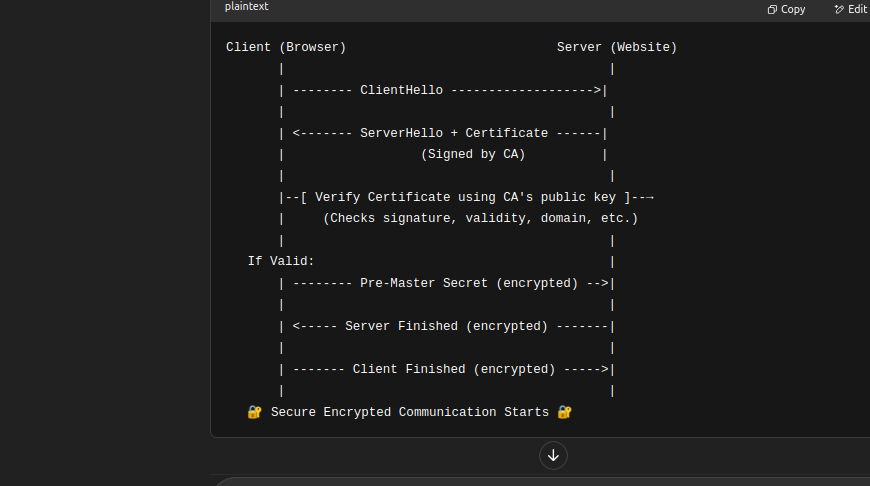 plaintext Copy Edit
Client (Browser)                            Server (Website)
       |                                           |
       | -------- ClientHello ------------------->|
       |                                           |
       | <------- ServerHello + Certificate ------|
       |                  (Signed by CA)          |
       |                                           |
       |--[ Verify Certificate using CA's public key ]--→
       |     (Checks signature, validity, domain, etc.)
       |                                           |
   If Valid:                                       |
       | -------- Pre-Master Secret (encrypted) -->|
       |                                           |
       | <----- Server Finished (encrypted) -------|
       |                                           |
       | ------- Client Finished (encrypted) ----->|
       |                                           |
   🔐 Secure Encrypted Communication Starts 🔐